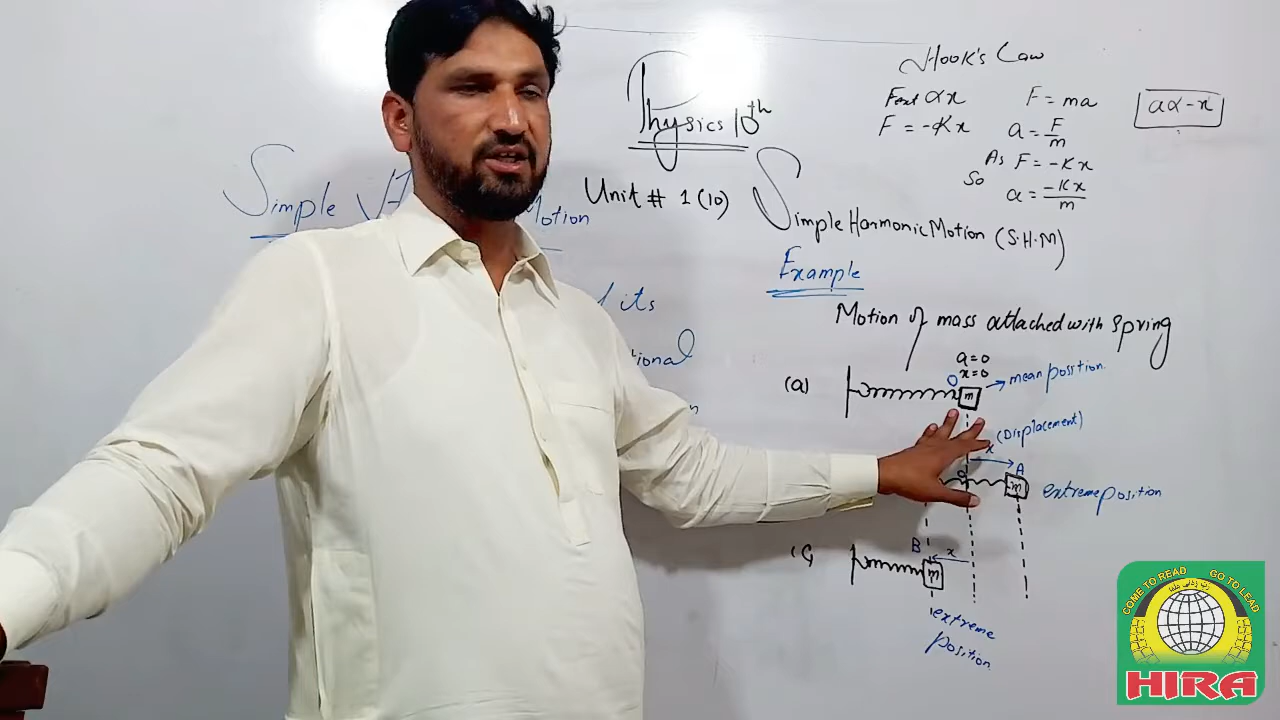 Physics 10th
Unit # 1 (10)
Simple Motion
its
tional
Hook's Law
Fext α x
F = -Kx
F = ma
a = F/m
As F = -Kx
So a = -Kx/m
a α -x
Simple Harmonic Motion (S.H.M)
Example
Motion of mass attached with spring
(a)
a=0
x=0
O
m
mean position
x (Displacement)
A
m
extreme position
B
x
m
extreme
position
COME TO READ GO TO LEAD
HIRA